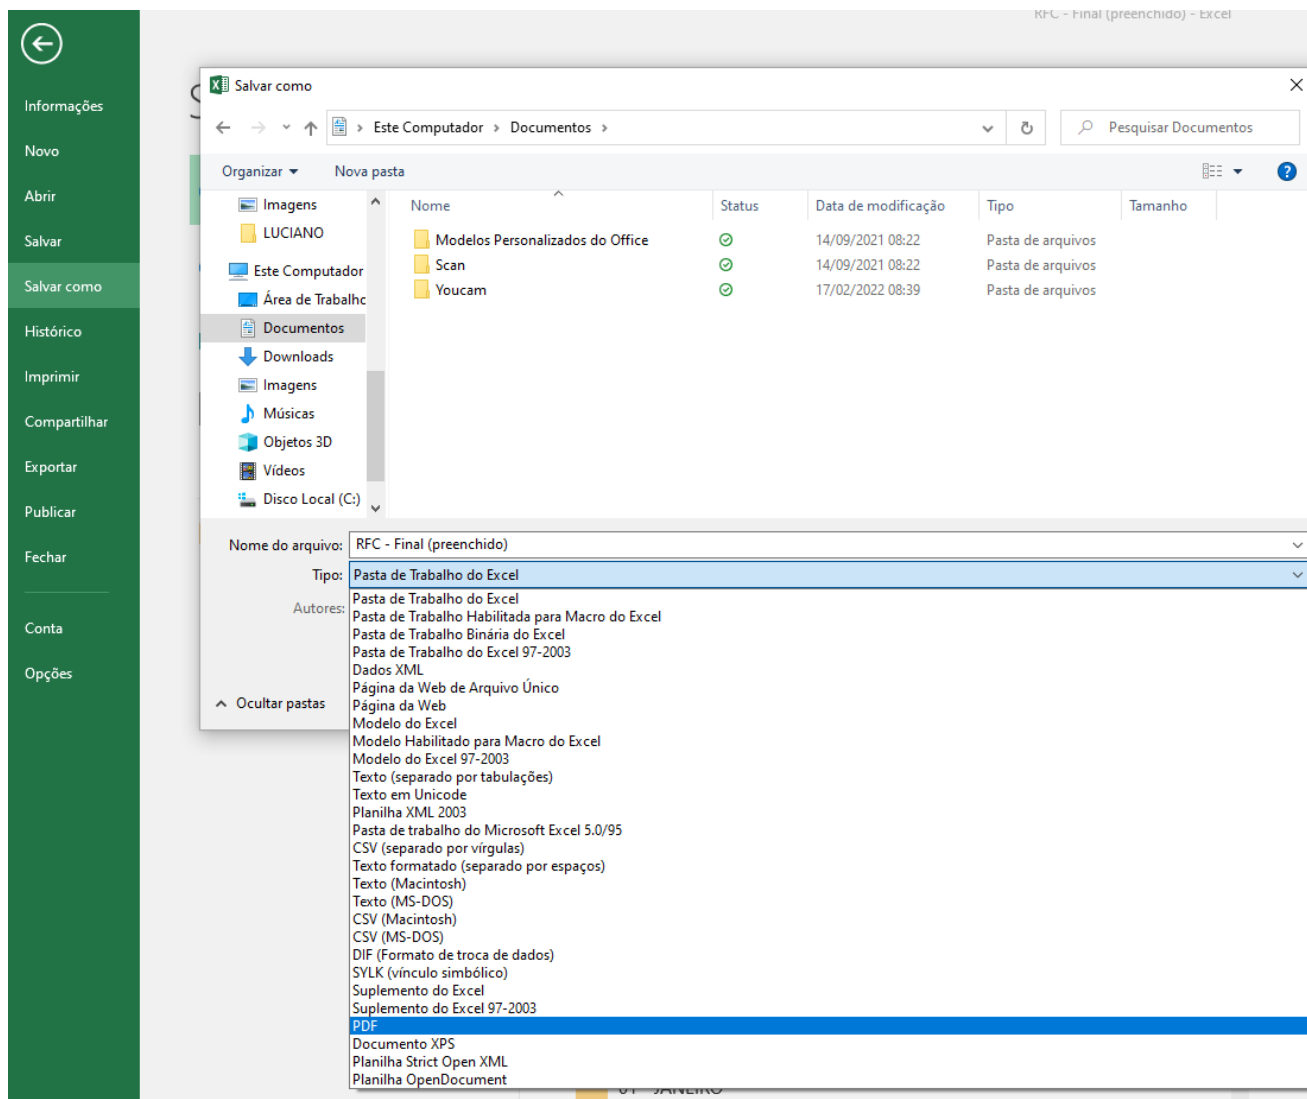 RFC - Final (preenchido) - Excel
Informações
Novo
Abrir
Salvar
Salvar como
Histórico
Imprimir
Compartilhar
Exportar
Publicar
Fechar
Conta
Opções
Salvar como
Este Computador > Documentos >
Pesquisar Documentos
Organizar
Nova pasta
Imagens
LUCIANO
Este Computador
Área de Trabalho
Documentos
Downloads
Imagens
Músicas
Objetos 3D
Vídeos
Disco Local (C:)
Nome Status Data de modificação Tipo Tamanho
Modelos Personalizados do Office 14/09/2021 08:22 Pasta de arquivos
Scan 14/09/2021 08:22 Pasta de arquivos
Youcam 17/02/2022 08:39 Pasta de arquivos
Nome do arquivo: RFC - Final (preenchido)
Tipo: Pasta de Trabalho do Excel
Autores:
Ocultar pastas
Pasta de Trabalho do Excel
Pasta de Trabalho Habilitada para Macro do Excel
Pasta de Trabalho Binária do Excel
Pasta de Trabalho do Excel 97-2003
Dados XML
Página da Web de Arquivo Único
Página da Web
Modelo do Excel
Modelo Habilitado para Macro do Excel
Modelo do Excel 97-2003
Texto (separado por tabulações)
Texto em Unicode
Planilha XML 2003
Pasta de trabalho do Microsoft Excel 5.0/95
CSV (separado por vírgulas)
Texto formatado (separado por espaços)
Texto (Macintosh)
Texto (MS-DOS)
CSV (Macintosh)
CSV (MS-DOS)
DIF (Formato de troca de dados)
SYLK (vínculo simbólico)
Suplemento do Excel
Suplemento do Excel 97-2003
PDF
Documento XPS
Planilha Strict Open XML
Planilha OpenDocument
01 - JANEIRO